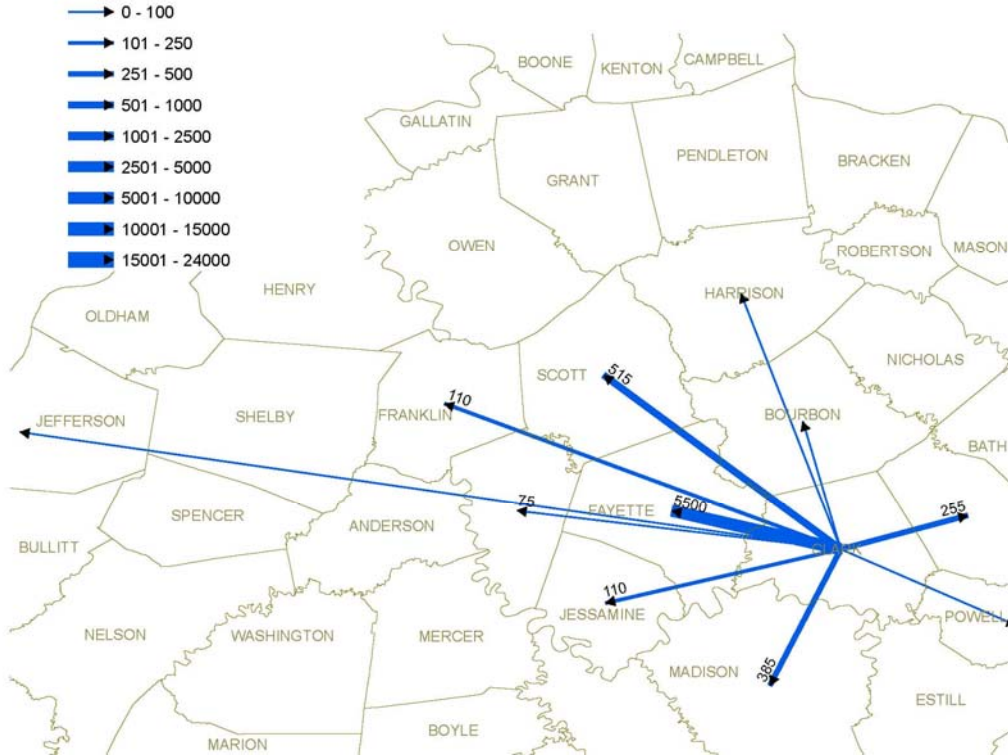 0 - 100
101 - 250
251 - 500
501 - 1000
1001 - 2500
2501 - 5000
5001 - 10000
10001 - 15000
15001 - 24000
BOONE
KENTON
CAMPBELL
GALLATIN
PENDLETON
BRACKEN
GRANT
OWEN
ROBERTSON
MASON
HENRY
HARRISON
OLDHAM
NICHOLAS
SCOTT
515
JEFFERSON
SHELBY
FRANKLIN
110
BOURBON
BATH
75
FAYETTE
5500
255
SPENCER
ANDERSON
BULLITT
CLARK
110
JESSAMINE
POWELL
NELSON
WASHINGTON
MERCER
MADISON
385
ESTILL
BOYLE
MARION